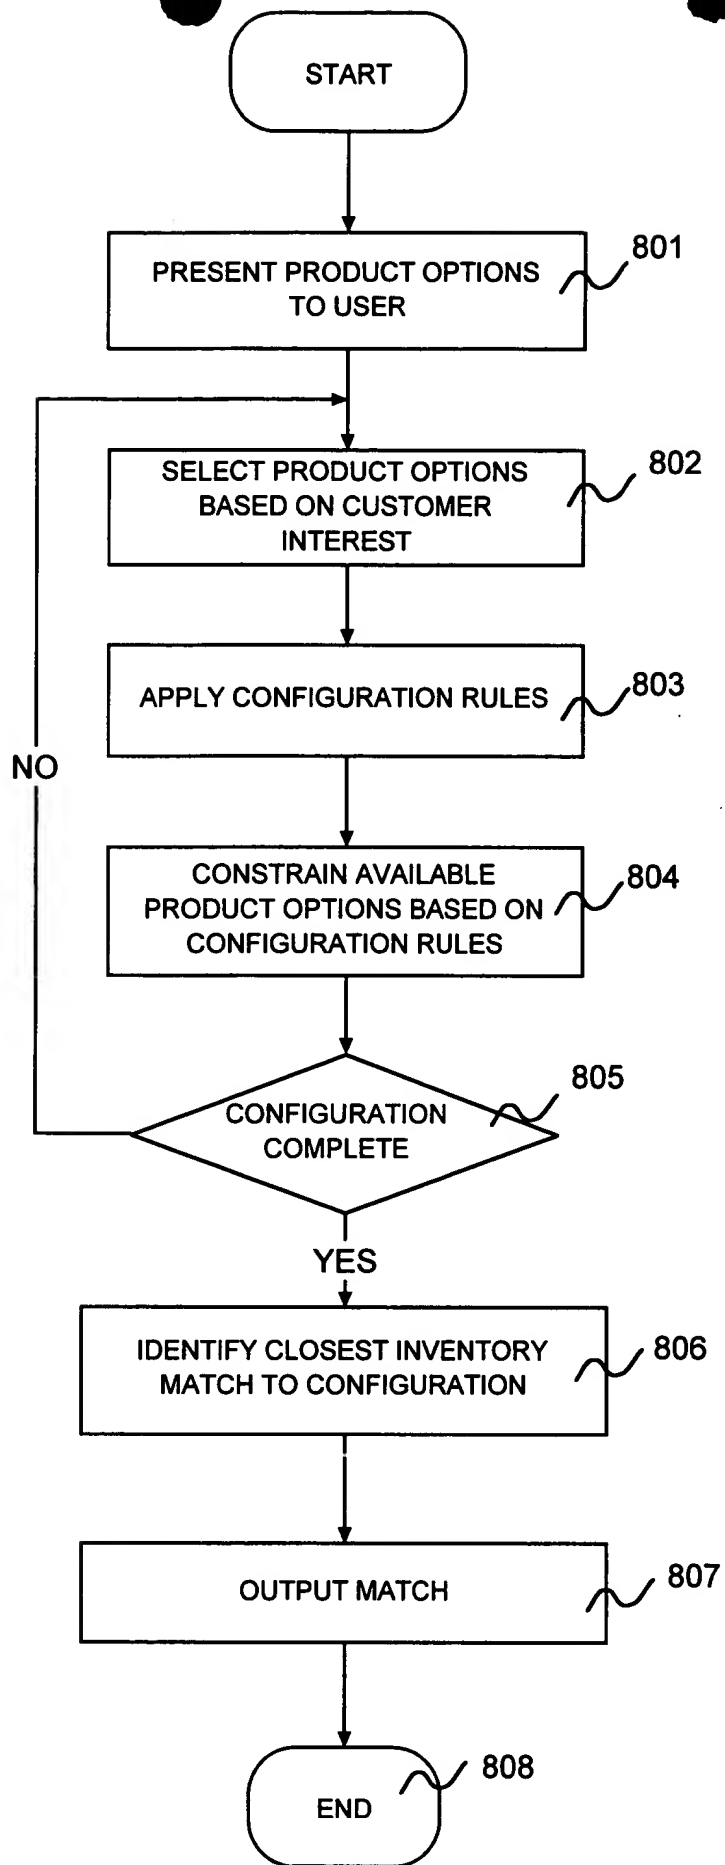 START
PRESENT PRODUCT OPTIONS
TO USER
801
SELECT PRODUCT OPTIONS
BASED ON CUSTOMER
INTEREST
802
APPLY CONFIGURATION RULES
803
NO
CONSTRAIN AVAILABLE
PRODUCT OPTIONS BASED ON
CONFIGURATION RULES
804
CONFIGURATION
COMPLETE
805
YES
IDENTIFY CLOSEST INVENTORY
MATCH TO CONFIGURATION
806
OUTPUT MATCH
807
END
808